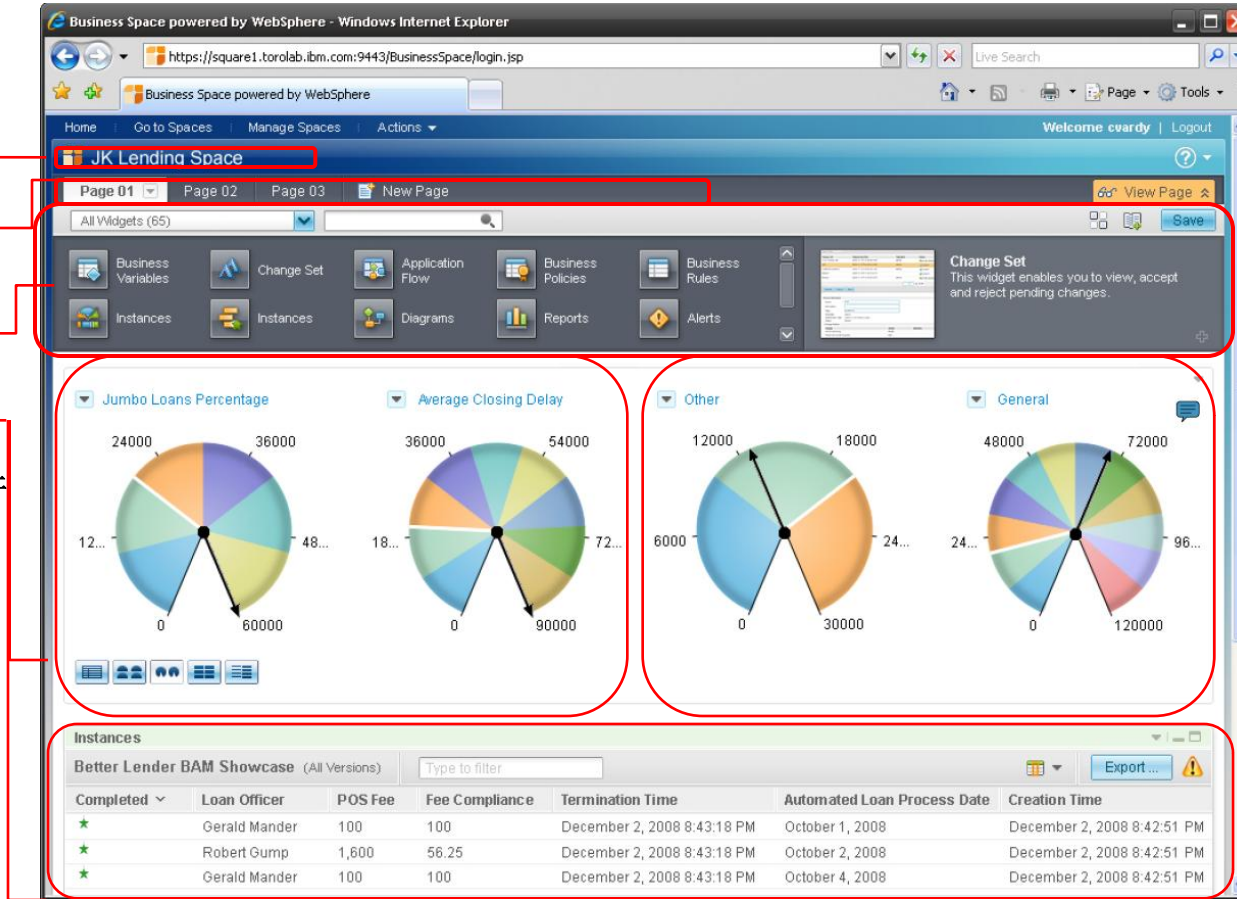 Business Space powered by WebSphere - Windows Internet Explorer
https://square1.torolab.ibm.com:9443/BusinessSpace/login.jsp
Live Search
Business Space powered by WebSphere
Page
Tools
Home
Go to Spaces
Manage Spaces
Actions
Welcome cvardy | Logout
JK Lending Space
Page 01
Page 02
Page 03
New Page
View Page
All Widgets (65)
Save
Business Variables
Change Set
Application Flow
Business Policies
Business Rules
Instances
Instances
Diagrams
Reports
Alerts
Change Set
This widget enables you to view, accept
and reject pending changes.
Jumbo Loans Percentage
Average Closing Delay
Other
General
24000 36000
12... 48...
0 60000
36000 54000
18... 72...
0 90000
12000 18000
6000 24...
0 30000
48000 72000
24... 96...
0 120000
Instances
Better Lender BAM Showcase (All Versions)
Type to filter
Export ...
Completed Loan Officer POS Fee Fee Compliance Termination Time Automated Loan Process Date Creation Time
Gerald Mander 100 100 December 2, 2008 8:43:18 PM October 1, 2008 December 2, 2008 8:42:51 PM
Robert Gump 1,600 56.25 December 2, 2008 8:43:18 PM October 2, 2008 December 2, 2008 8:42:51 PM
Gerald Mander 100 100 December 2, 2008 8:43:18 PM October 4, 2008 December 2, 2008 8:42:51 PM